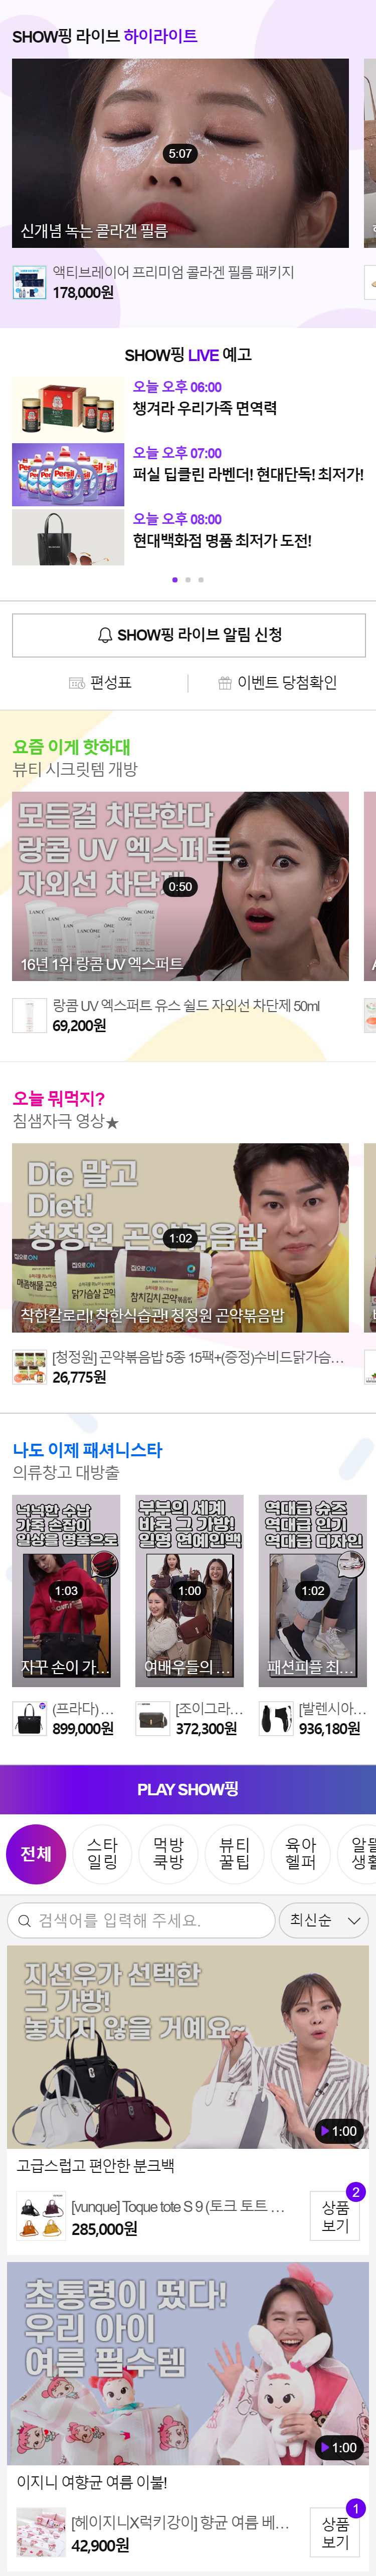 SHOW핑 라이브 하이라이트
5:07
신개념 녹는 콜라겐 필름
액티브레이어 프리미엄 콜라겐 필름 패키지
178,000원
SHOW핑 LIVE 예고
오늘 오후 06:00
챙겨라 우리가족 면역력
오늘 오후 07:00
퍼실 딥클린 라벤더! 현대단독! 최저가!
오늘 오후 08:00
현대백화점 명품 최저가 도전!
SHOW핑 라이브 알림 신청
편성표
이벤트 당첨확인
요즘 이게 핫하대
뷰티 시크릿템 개방
모든걸 차단한다
랑콤 UV 엑스퍼트
자외선 차단제
0:50
16년 1위 랑콤 UV 엑스퍼트
랑콤 UV 엑스퍼트 유스 쉴드 자외선 차단제 50ml
69,200원
오늘 뭐먹지?
침샘자극 영상★
Die 말고
Diet!
청정원 곤약볶음밥
1:02
착한칼로리! 착한식습관! 청정원 곤약볶음밥
[청정원] 곤약볶음밥 5종 15팩+(증정)수비드닭가슴...
26,775원
나도 이제 패셔니스타
의류창고 대방출
넉넉한 수납
가죽 손잡이
일상을 명품으로
1:03
자꾸 손이 가...
(프라다) ...
899,000원
부부의 세계
바로 그 가방!
일명 연예인백
1:00
여배우들의 ...
[조이그라...
372,300원
역대급 슈즈
역대급 인기
역대급 디자인
1:02
패션피플 최...
[발렌시아...
936,180원
PLAY SHOW핑
전체
스타
일링
먹방
쿡방
뷰티
꿀팁
육아
헬퍼
알뜰
생활
검색어를 입력해 주세요.
최신순
지선우가 선택한
그 가방!
놓치지 않을 거예요~
1:00
고급스럽고 편안한 분크백
[vunque] Toque tote S 9 (토크 토트 ...
285,000원
2
상품
보기
초통령이 떴다!
우리 아이
여름 필수템
1:00
이지니 여항균 여름 이불!
[헤이지니X럭키강이] 항균 여름 베...
42,900원
1
상품
보기